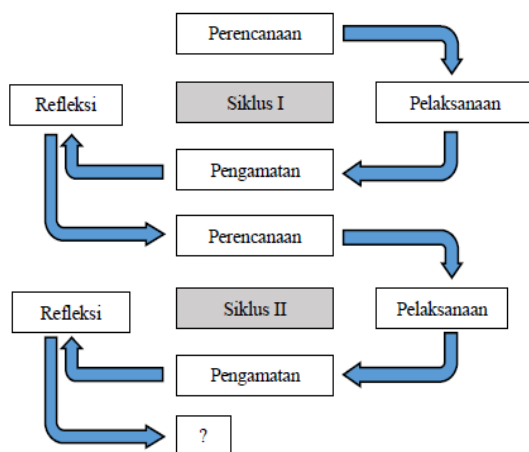 Perencanaan
Refleksi
Siklus I
Pelaksanaan
Pengamatan
Perencanaan
Refleksi
Siklus II
Pelaksanaan
Pengamatan
?